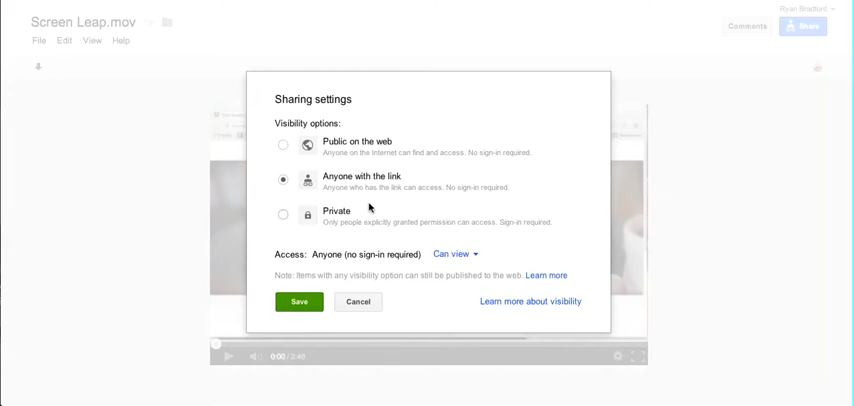 Ryan Bradford
Screen Leap.mov
File Edit View Help
Comments
Share
Sharing settings
Visibility options:
Public on the web
Anyone on the Internet can find and access. No sign-in required.
Anyone with the link
Anyone who has the link can access. No sign-in required.
Private
Only people explicitly granted permission can access. Sign-in required.
Access: Anyone (no sign-in required) Can view
Note: Items with any visibility option can still be published to the web. Learn more
Save Cancel Learn more about visibility
0:00 / 2:46